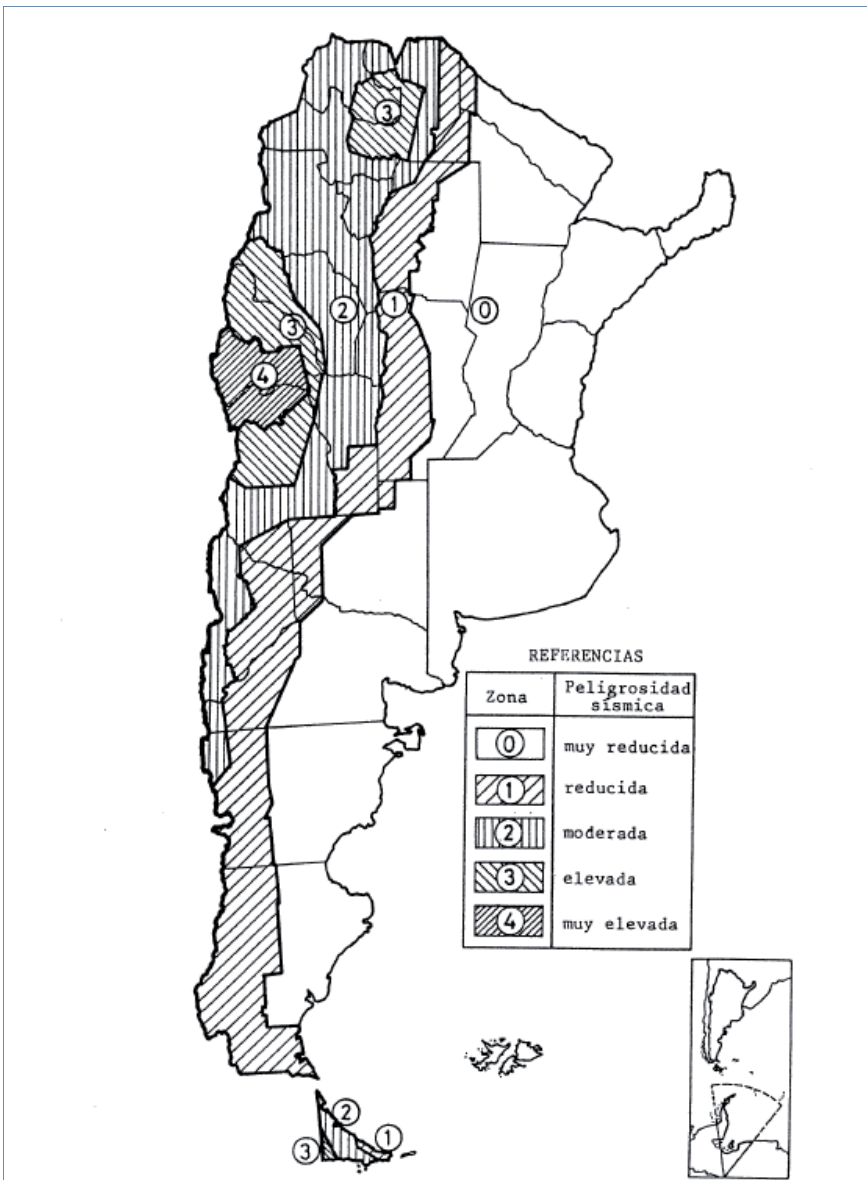 3
2
1
0
3
4
REFERENCIAS
Zona
Peligrosidad
sísmica
0
muy reducida
1
reducida
2
moderada
3
elevada
4
muy elevada
2
1
3